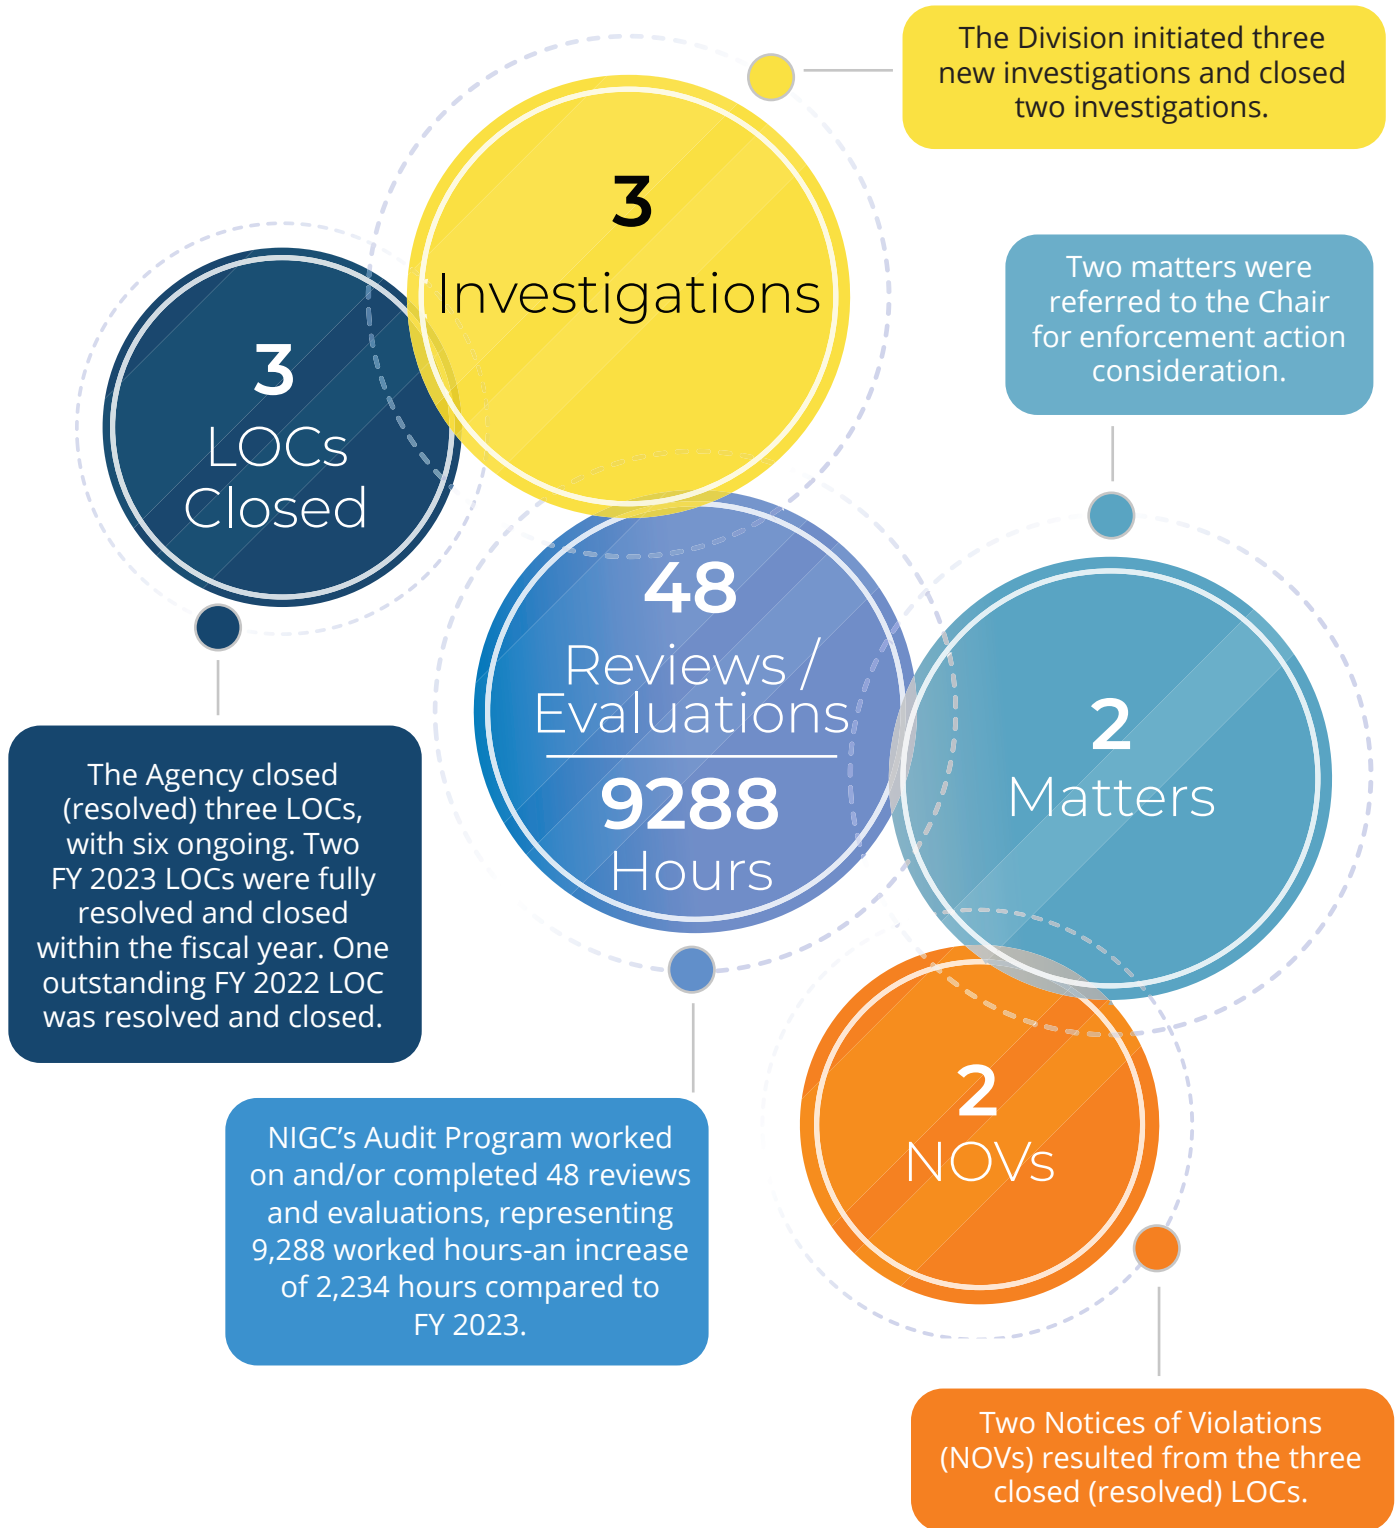 The Division initiated three
new investigations and closed
two investigations.
3
Investigations
Two matters were
referred to the Chair
for enforcement action
consideration.
3
LOCs
Closed
48
Reviews /
Evaluations
9288
Hours
2
Matters
The Agency closed
(resolved) three LOCs,
with six ongoing. Two
FY 2023 LOCs were fully
resolved and closed
within the fiscal year. One
outstanding FY 2022 LOC
was resolved and closed.
2
NOVs
NIGC’s Audit Program worked
on and/or completed 48 reviews
and evaluations, representing
9,288 worked hours-an increase
of 2,234 hours compared to
FY 2023.
Two Notices of Violations
(NOVs) resulted from the three
closed (resolved) LOCs.